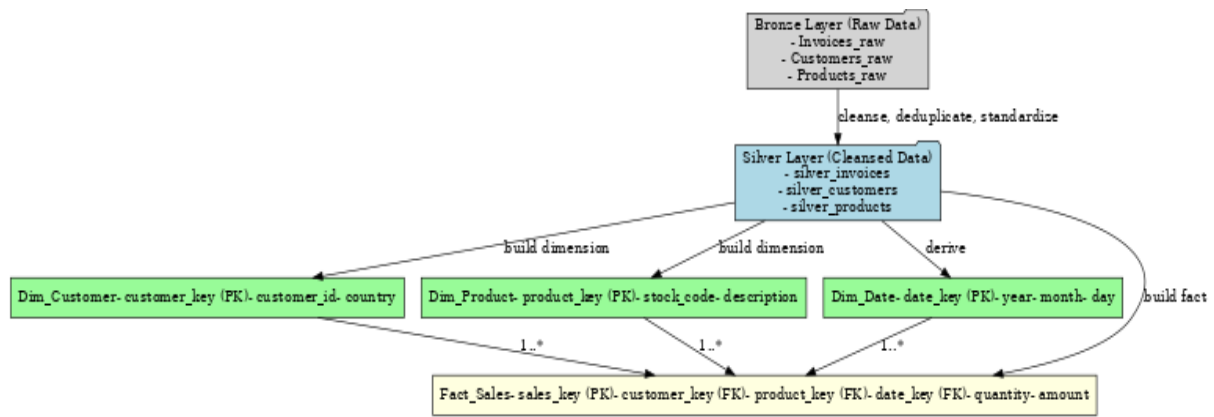 Bronze Layer (Raw Data)
- Invoices_raw
- Customers_raw
- Products_raw
cleanse, deduplicate, standardize
Silver Layer (Cleansed Data)
- silver_invoices
- silver_customers
- silver_products
build dimension
build dimension
derive
Dim_Customer- customer_key (PK)- customer_id- country
Dim_Product- product_key (PK)- stock_code- description
Dim_Date- date_key (PK)- year- month- day
build fact
1..*
1..*
1..*
Fact_Sales- sales_key (PK)- customer_key (FK)- product_key (FK)- date_key (FK)- quantity- amount